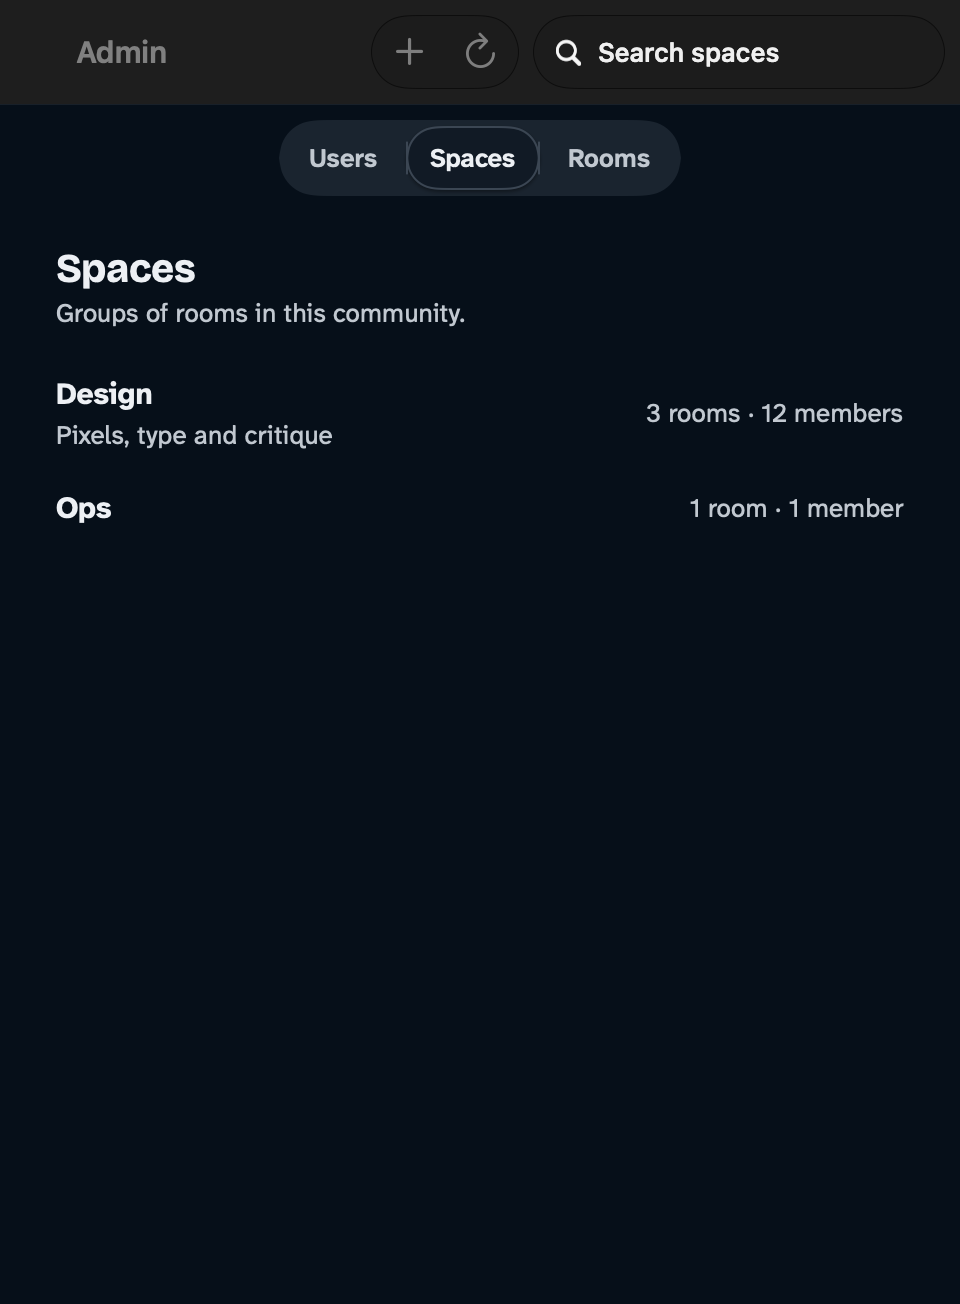 Admin
Search spaces
Users
Spaces
Rooms
Spaces
Groups of rooms in this community.
Design
Pixels, type and critique
3 rooms · 12 members
Ops
1 room · 1 member